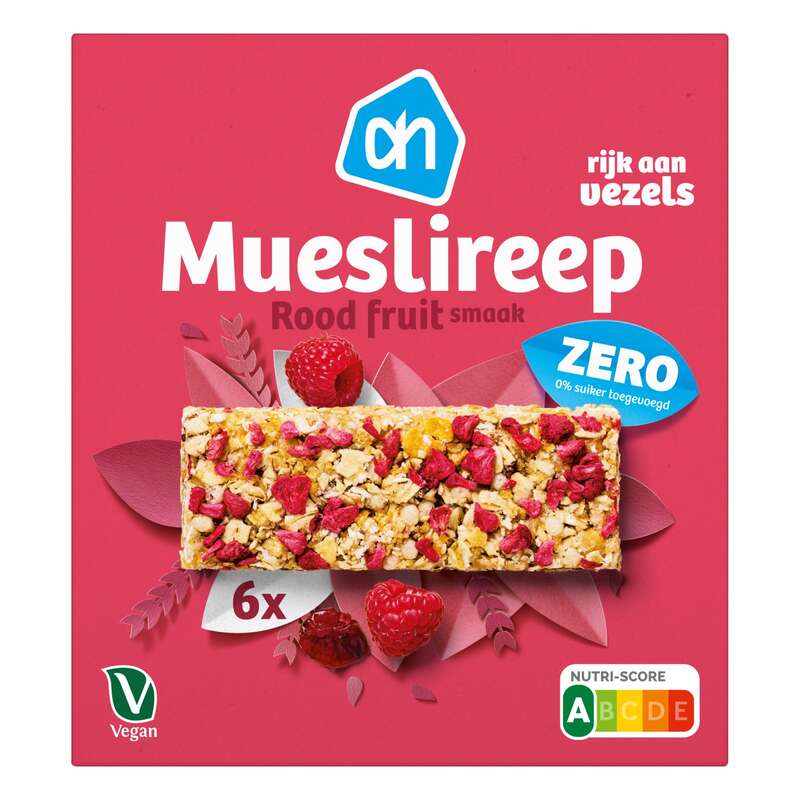 ah
rijk aan
vezels
Mueslireep
Rood fruit smaak
ZERO
0% suiker toegevoegd
6x
V
Vegan
NUTRI-SCORE
A B C D E